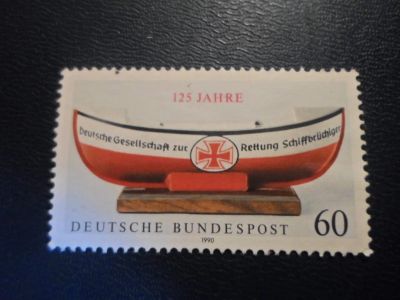 125 JAHRE
Deutsche Gesellschaft zur Rettung Schiffbrüchiger
DEUTSCHE BUNDESPOST 60
1990